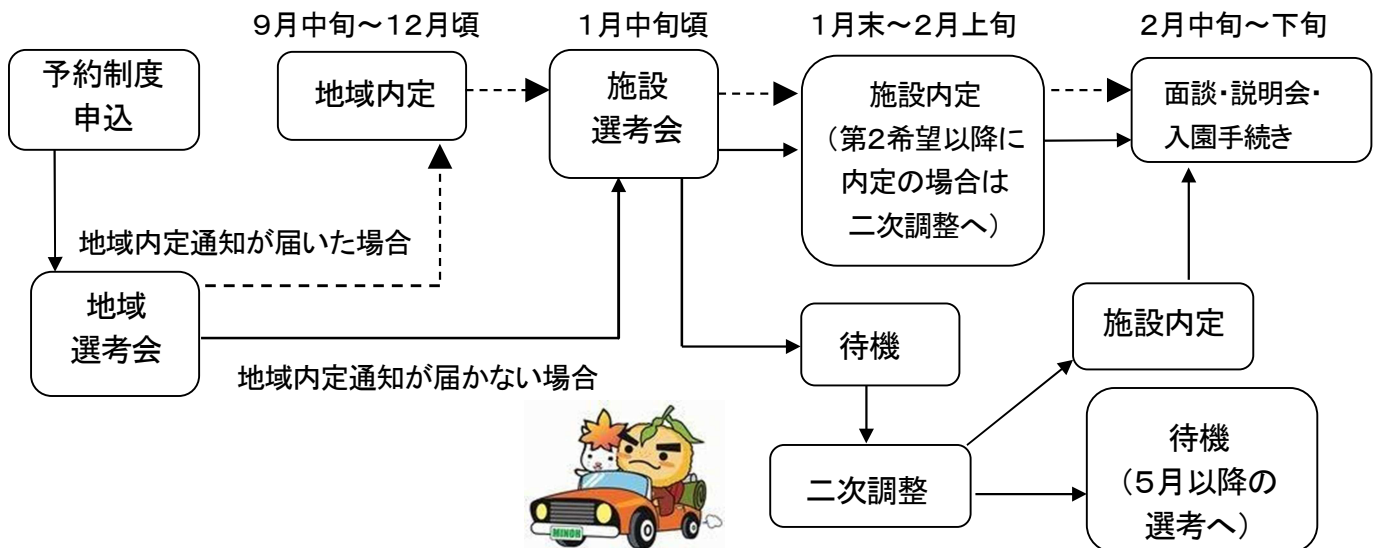 9月中旬~12月頃
1月中旬頃
1月末~2月上旬
2月中旬~下旬
予約制度
申込
地域内定
施設
選考会
施設内定
(第2希望以降に
内定の場合は
二次調整へ)
面談・説明会・
入園手続き
地域内定通知が届いた場合
地域
選考会
地域内定通知が届かない場合
待機
施設内定
二次調整
待機
(5月以降の
選考へ)
MINOH